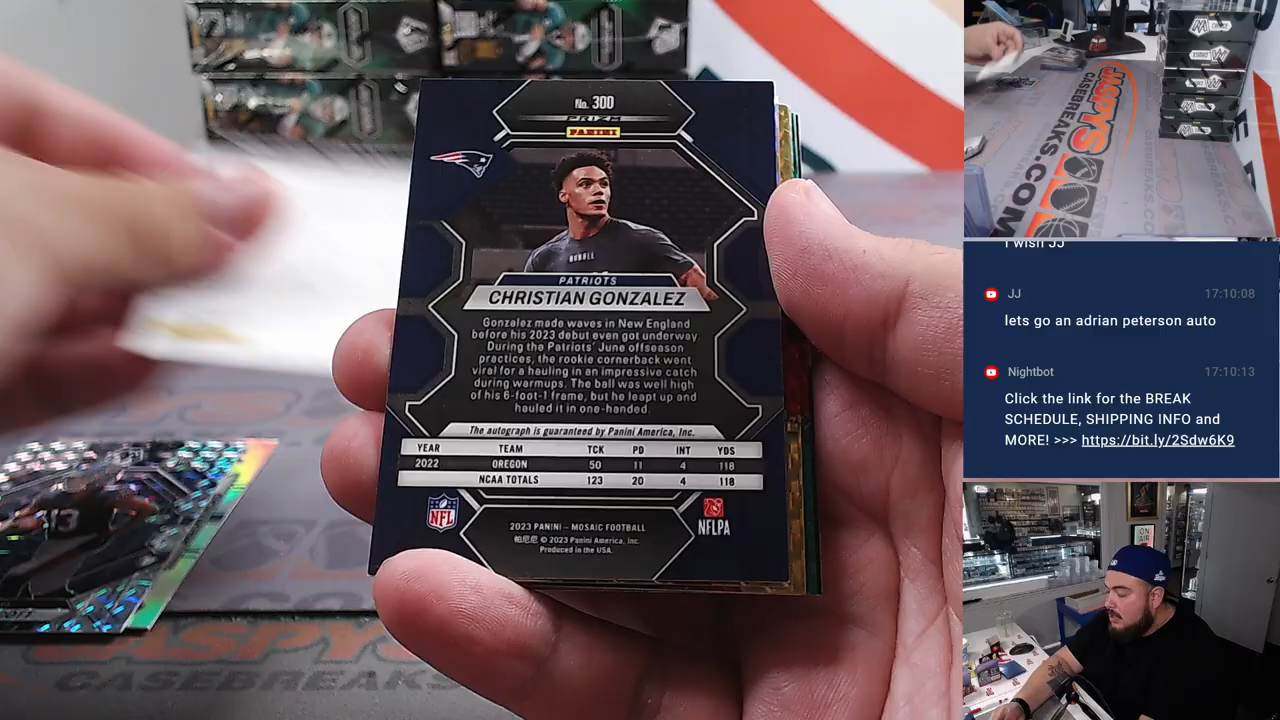 No. 300
PRIZM
PANINI
PATRIOTS
CHRISTIAN GONZALEZ
Gonzalez made waves in New England
before his 2023 debut even got underway.
During the Patriots' June offseason
practices, the rookie cornerback went
viral for a hauling in an impressive catch
during warmups. The ball was well high
of his 6-foot-1 frame, but he leapt up and
hauled it in one-handed.
The autograph is guaranteed by Panini America, Inc.
YEAR TEAM TCK PD INT YDS
2022 OREGON 50 11 4 118
NCAA TOTALS 123 20 4 118
NFL
NFLPA
2023 PANINI – MOSAIC FOOTBALL
帕尼尼 © 2023 Panini America, Inc.
Produced in the USA.
CASPYS
CASEBREAKS
CASPYS
CASEBREAKS.COM
I wish JJ
JJ 17:10:08
lets go an adrian peterson auto
Nightbot 17:10:13
Click the link for the BREAK
SCHEDULE, SHIPPING INFO and
MORE! >>> https://bit.ly/2Sdw6K9
ON
AIR